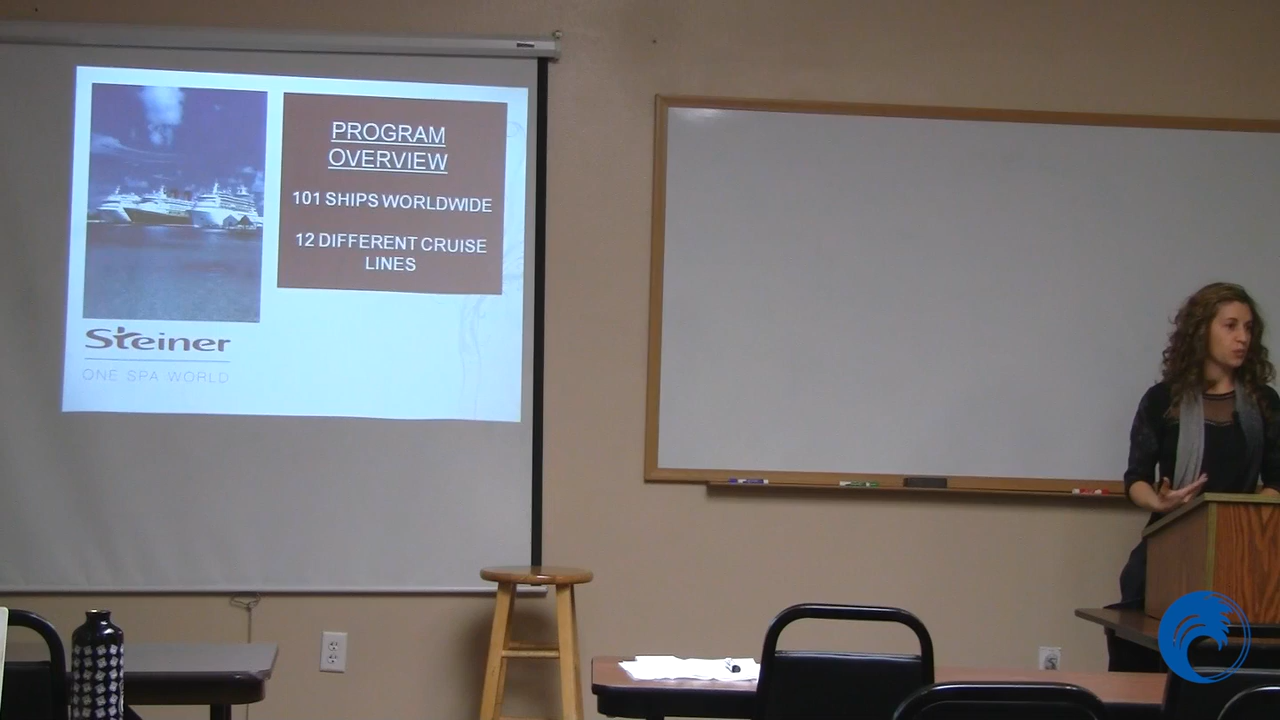 PROGRAM
OVERVIEW
101 SHIPS WORLDWIDE
12 DIFFERENT CRUISE
LINES
Steiner
ONE SPA WORLD